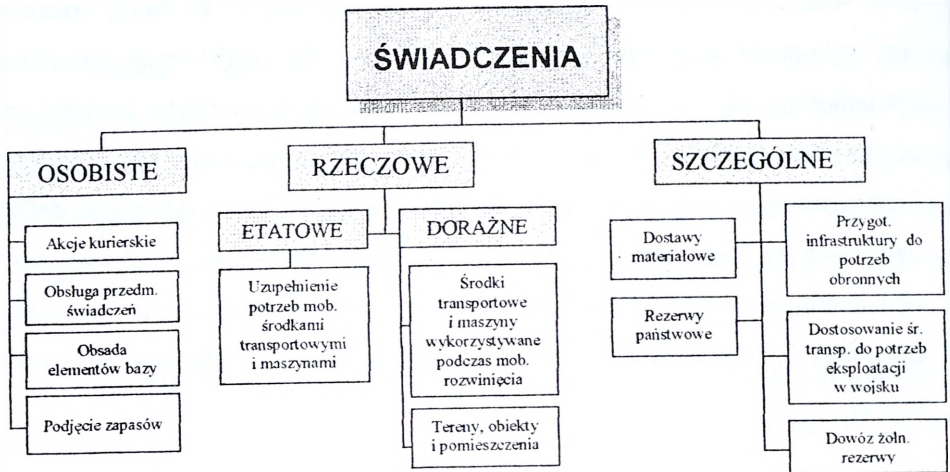 ŚWIADCZENIA
OSOBISTE
Akcje kurierskie
Obsługa przedm.
świadczeń
Obsada
elementów bazy
Podjęcie zapasów
RZECZOWE
ETATOWE
Uzupełnienie
potrzeb mob.
środkami
transportowymi
i maszynami
DORAŹNE
Środki
transportowe
i maszyny
wykorzystywane
podczas mob.
rozwinięcia
Tereny, obiekty
i pomieszczenia
SZCZEGÓLNE
Dostawy
materiałowe
Rezerwy
państwowe
Przygot.
infrastruktury do
potrzeb
obronnych
Dostosowanie śr.
transp. do potrzeb
eksploatacji
w wojsku
Dowóz żołn.
rezerwy